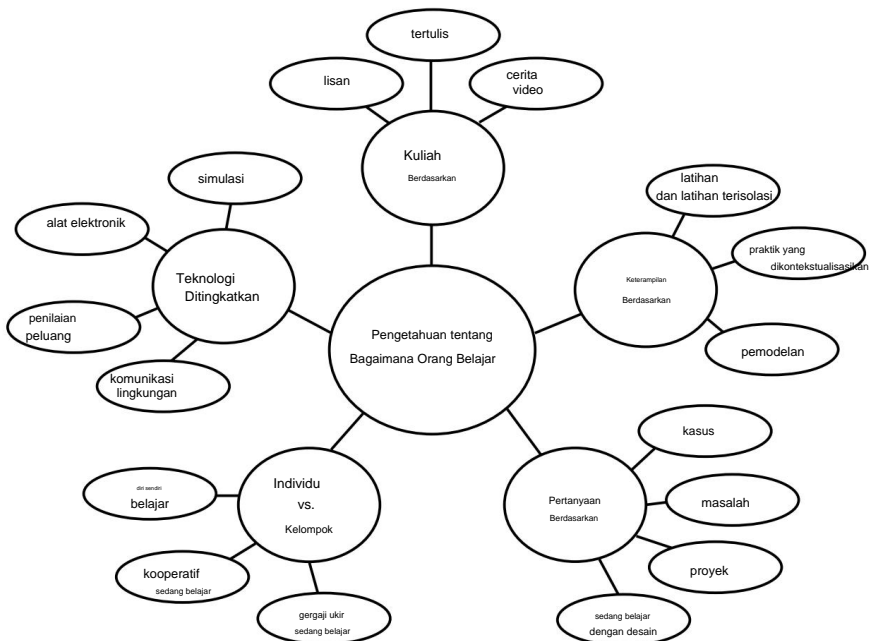 tertulis
lisan
cerita
video
Kuliah
Berdasarkan
simulasi
alat elektronik
Teknologi
Ditingkatkan
penilaian
peluang
komunikasi
lingkungan
latihan
dan latihan terisolasi
praktik yang
dikontekstualisasikan
Keterampilan
Berdasarkan
pemodelan
Pengetahuan tentang
Bagaimana Orang Belajar
Individu
vs.
Kelompok
diri sendiri
belajar
kooperatif
sedang belajar
gergaji ukir
sedang belajar
Pertanyaan
Berdasarkan
kasus
masalah
proyek
sedang belajar
dengan desain